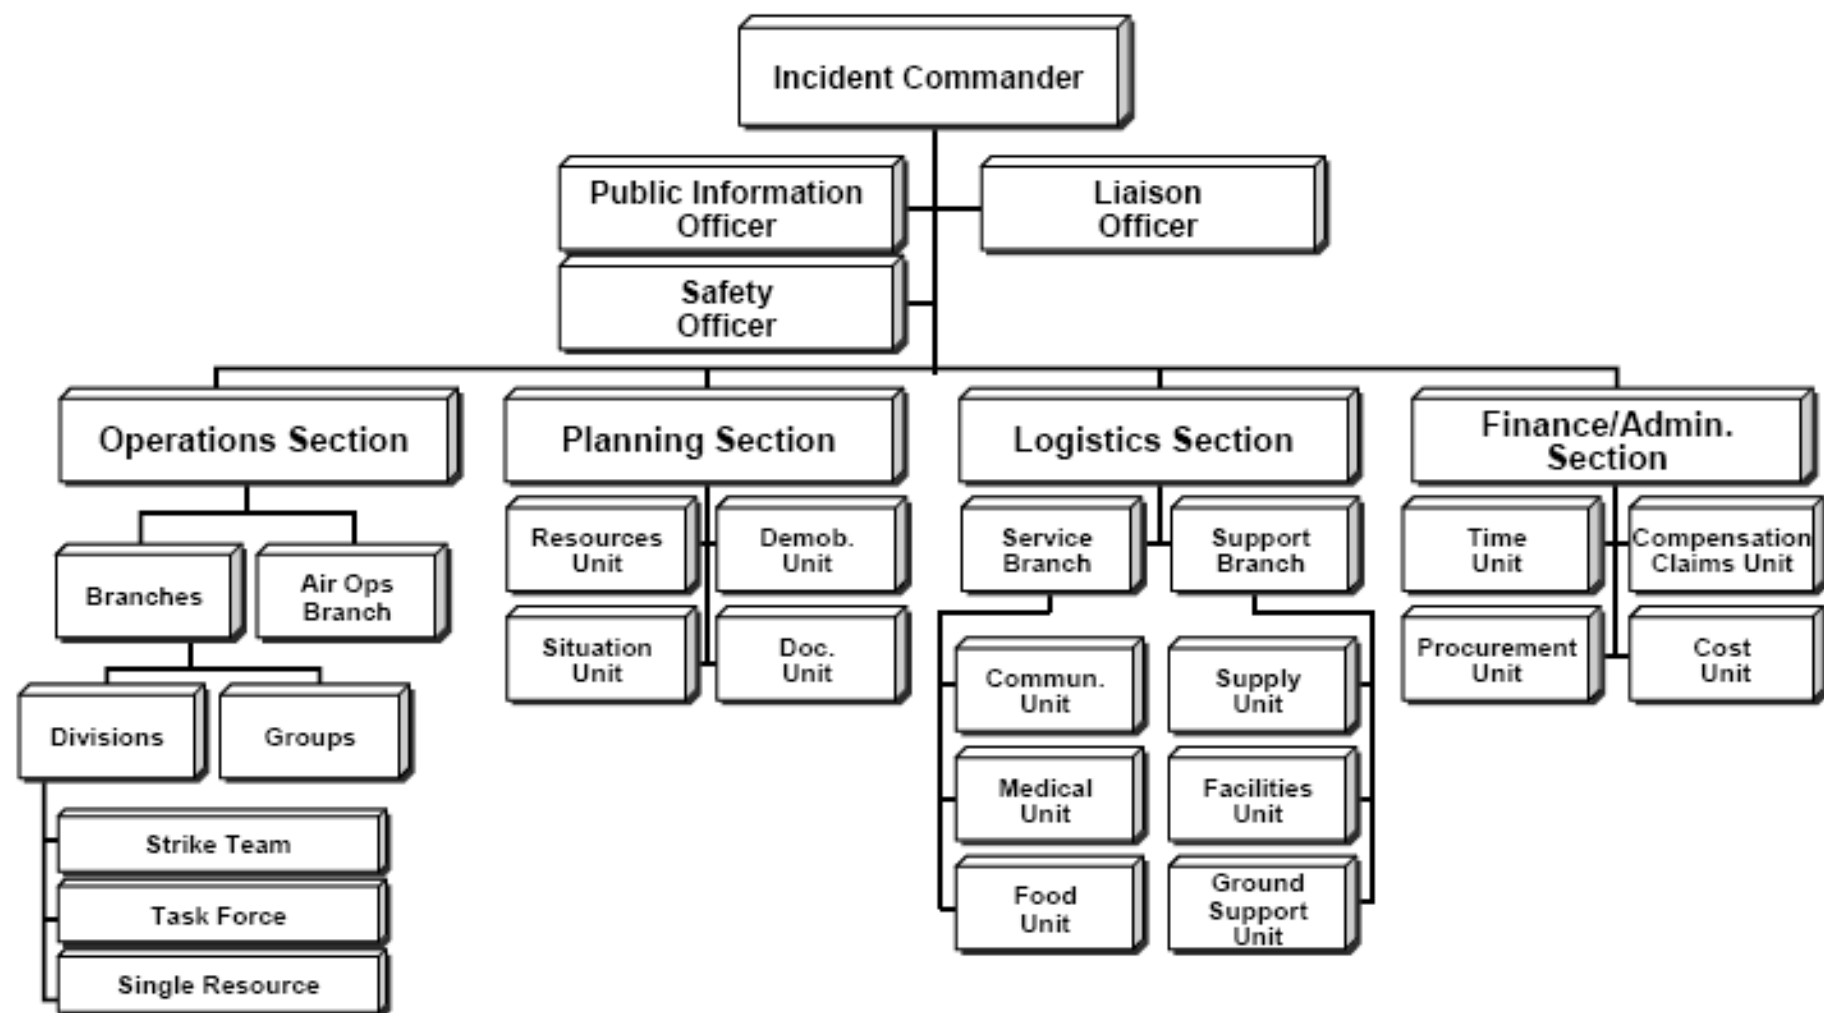 Incident Commander
Public Information
Officer
Liaison
Officer
Safety
Officer
Operations Section
Planning Section
Logistics Section
Finance/Admin.
Section
Branches
Air Ops
Branch
Divisions
Groups
Strike Team
Task Force
Single Resource
Resources
Unit
Demob.
Unit
Situation
Unit
Doc.
Unit
Service
Branch
Support
Branch
Commun.
Unit
Supply
Unit
Medical
Unit
Facilities
Unit
Food
Unit
Ground
Support
Unit
Time
Unit
Compensation
Claims Unit
Procurement
Unit
Cost
Unit